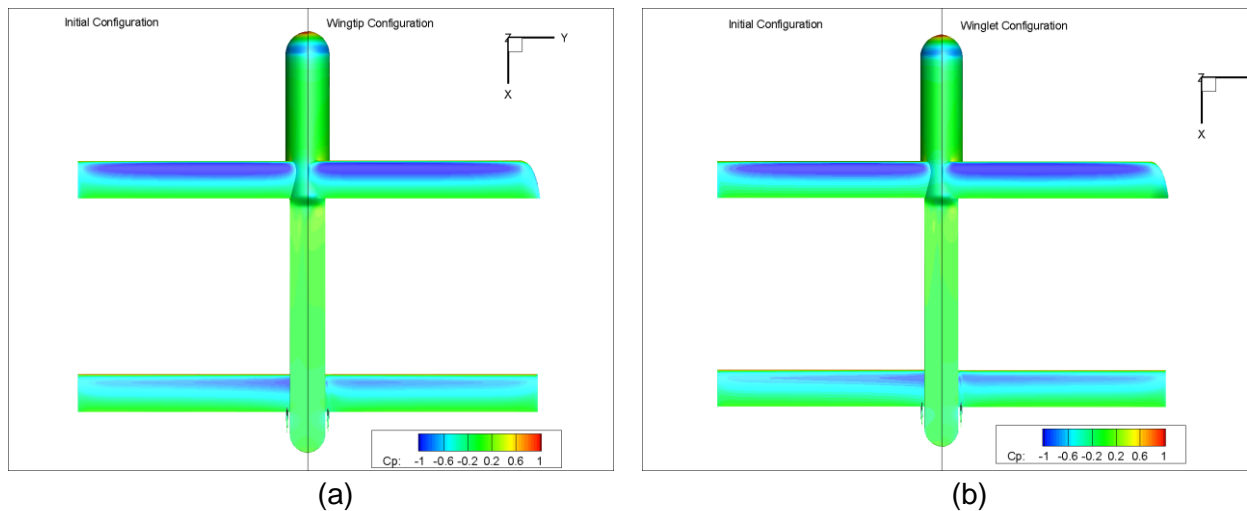 Initial Configuration
Wingtip Configuration
Z
Y
X
Cp: -1 -0.6 -0.2 0.2 0.6 1
(a)
Initial Configuration
Winglet Configuration
Z
X
Cp: -1 -0.6 -0.2 0.2 0.6 1
(b)